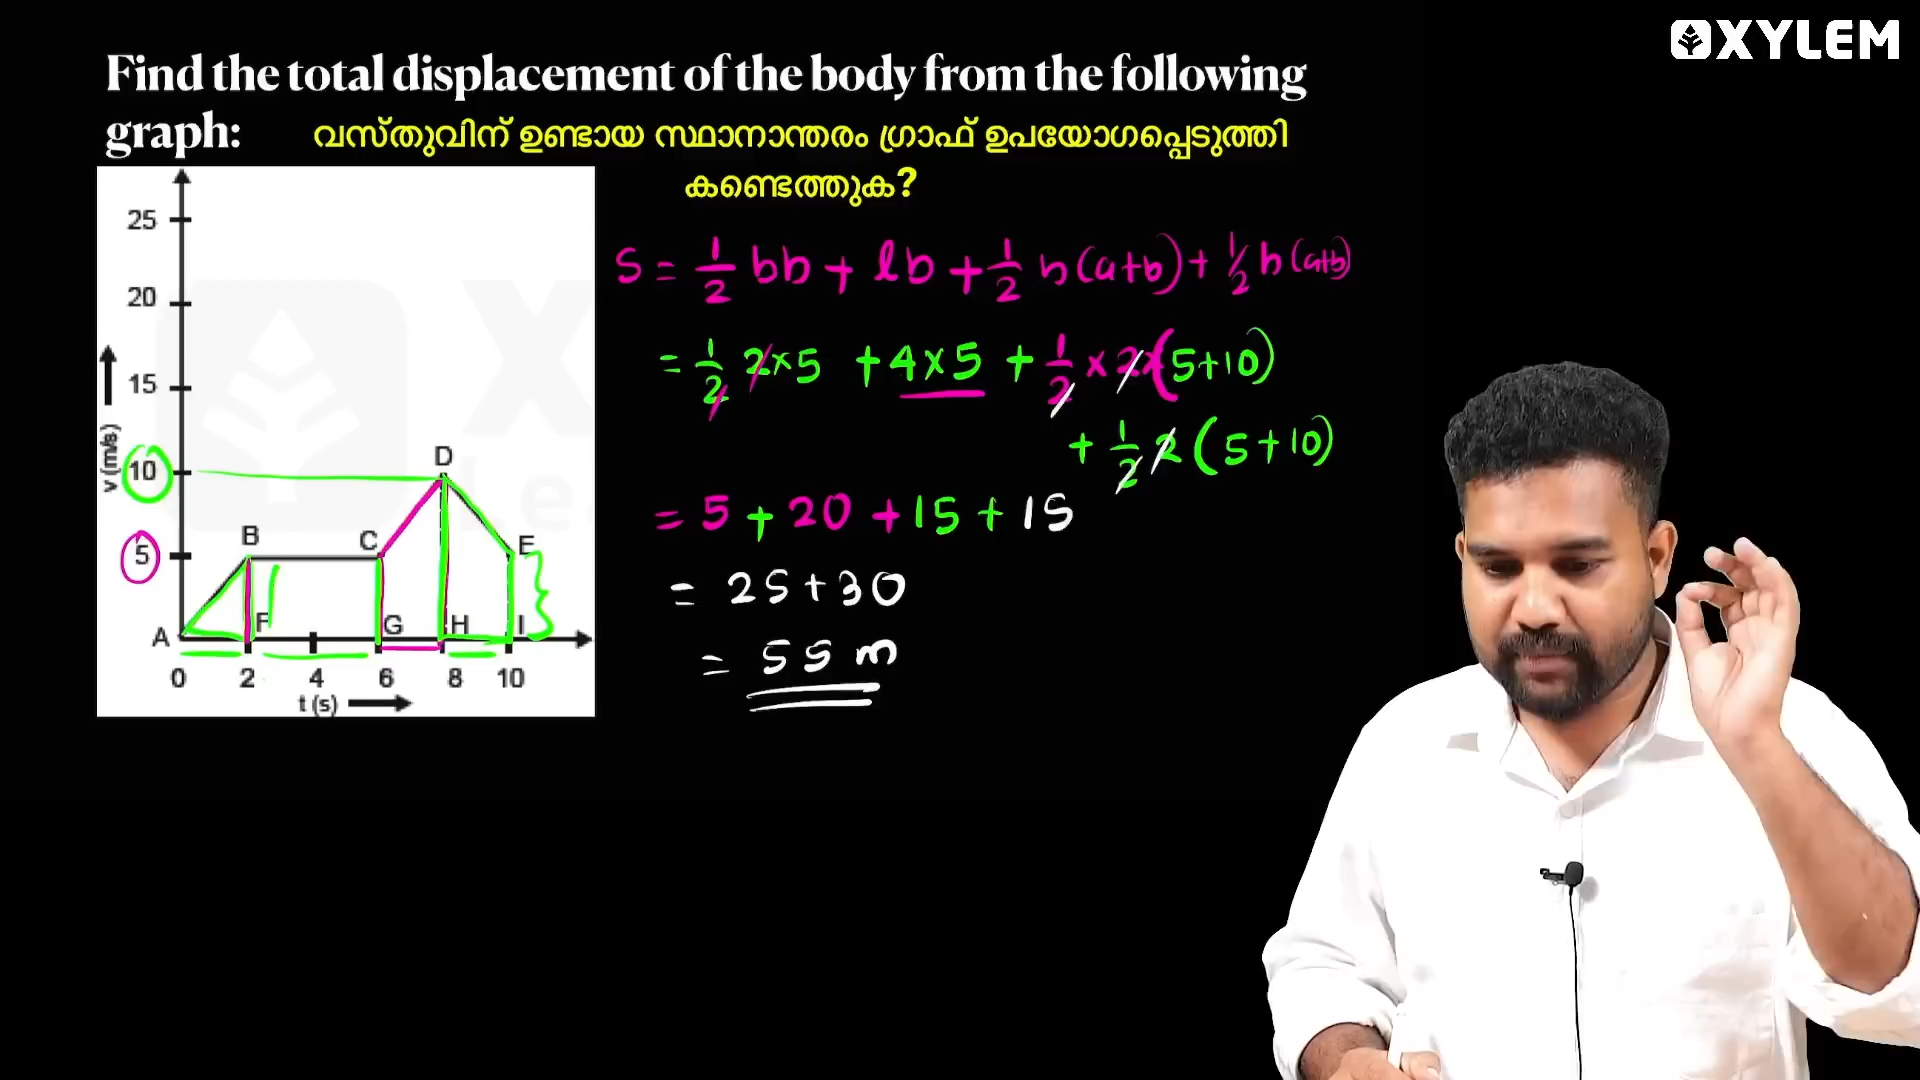 XYLEM
Find the total displacement of the body from the following
graph: വസ്തുവിന് ഉണ്ടായ സ്ഥാനാന്തരം ഗ്രാഫ് ഉപയോഗപ്പെടുത്തി
കണ്ടെത്തുക?
25
20
15
10
5
v (m/s)
A
B
C
D
E
F
G
H
I
0 2 4 6 8 10
t (s)
S = 1/2 bh + lb + 1/2 h(a+b) + 1/2 h(a+b)
= 1/2 2×5 + 4×5 + 1/2 × 2×(5+10)
+ 1/2 2 (5+10)
= 5 + 20 + 15 + 15
= 25+30
= 55 m